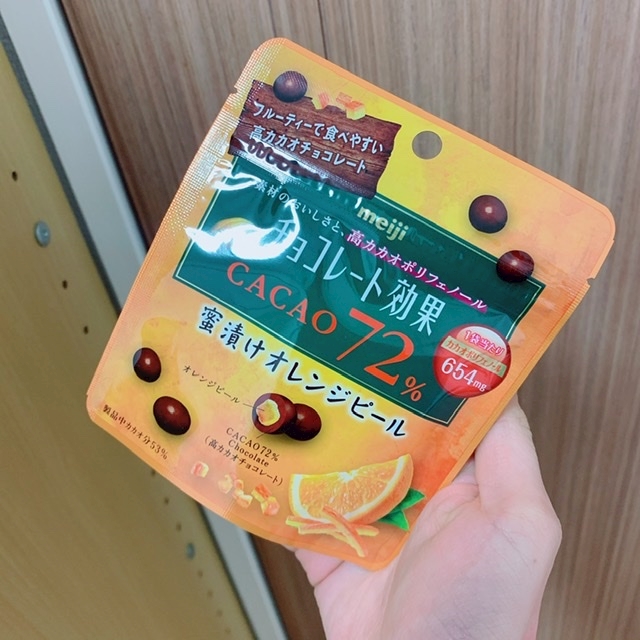 フルーティーで食べやすい
高カカオチョコレート
meiji
素材のおいしさと、高カカオポリフェノール
チョコレート効果
CACAO 72%
1袋当たり
カカオポリフェノール
654mg
蜜漬けオレンジピール
オレンジピール
CACAO72%
Chocolate
(高カカオチョコレート)
製品中カカオ分53%